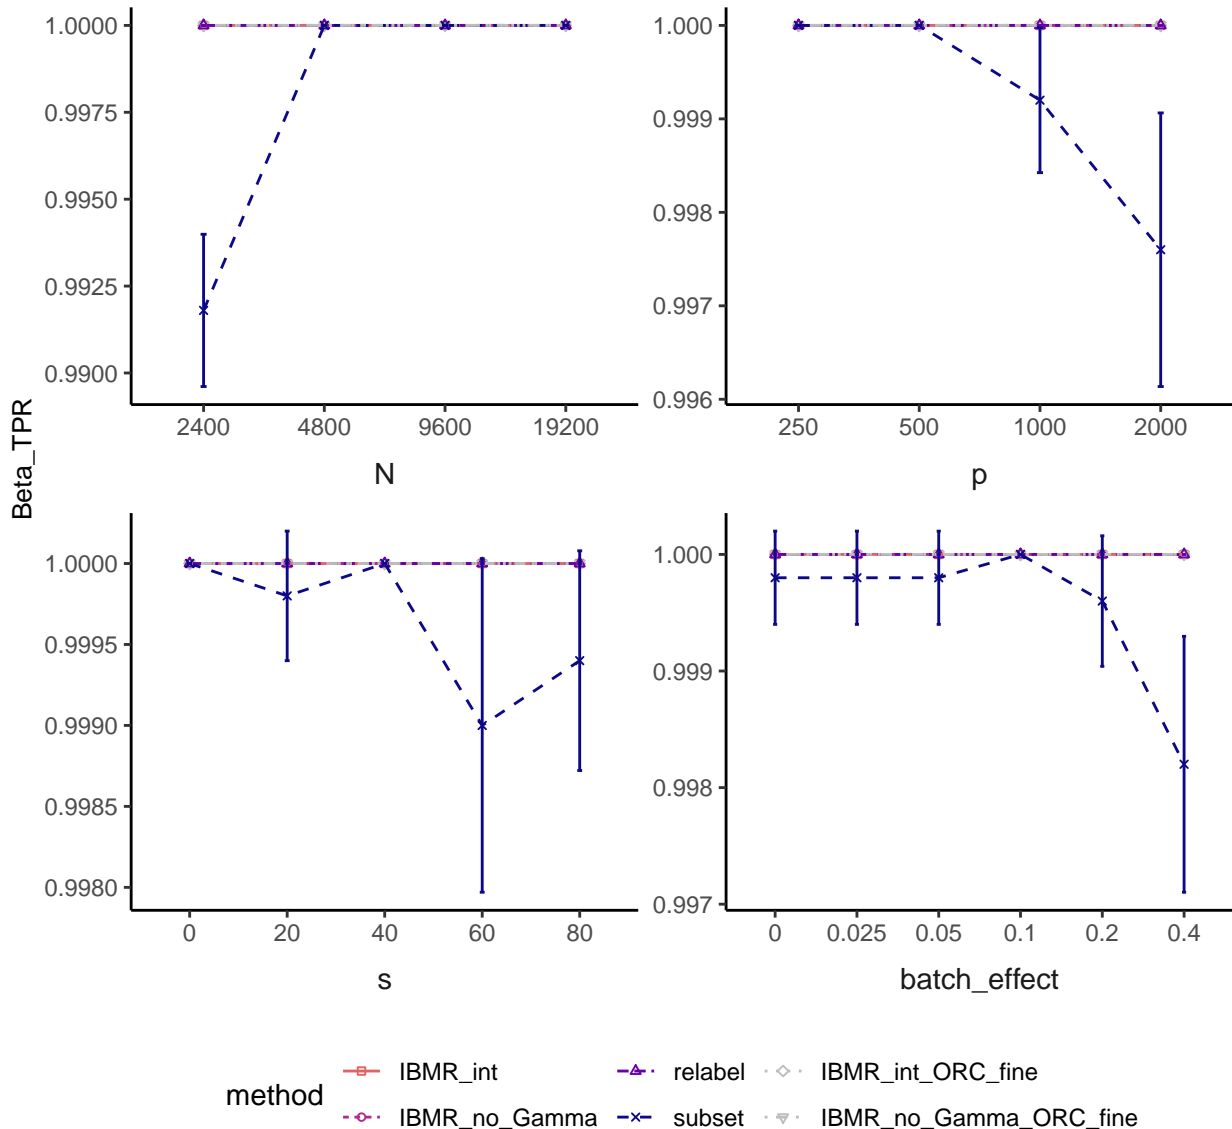 Beta_TPR
1.0000
0.9975
0.9950
0.9925
0.9900
2400 4800 9600 19200
N
1.000
0.999
0.998
0.997
0.996
250 500 1000 2000
p
1.0000
0.9995
0.9990
0.9985
0.9980
0 20 40 60 80
s
1.000
0.999
0.998
0.997
0 0.025 0.05 0.1 0.2 0.4
batch_effect
method
IBMR_int relabel IBMR_int_ORC_fine
IBMR_no_Gamma subset IBMR_no_Gamma_ORC_fine